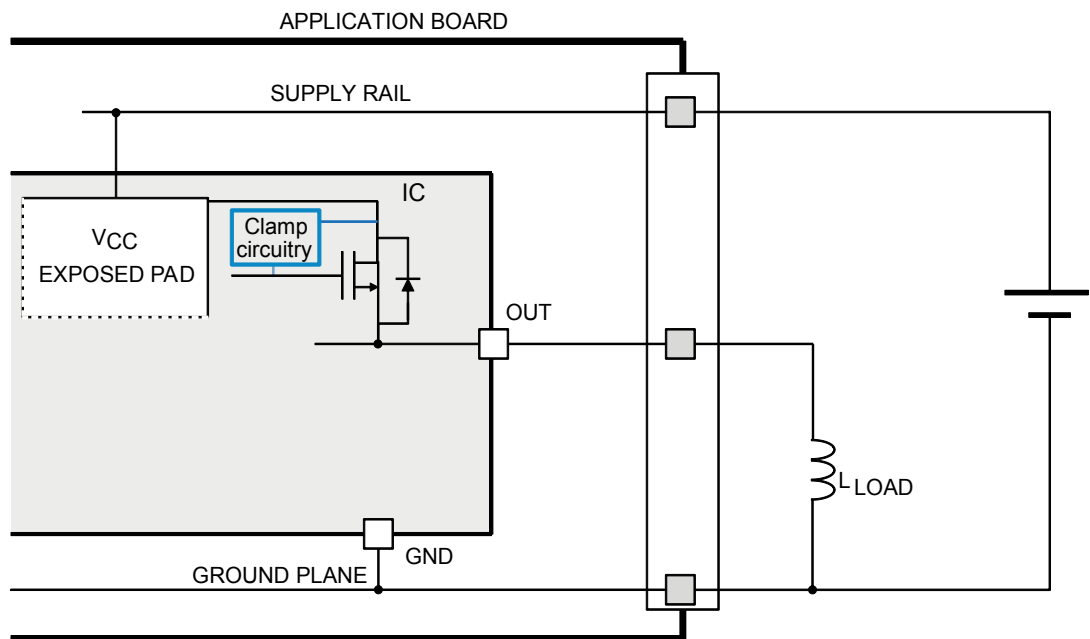 APPLICATION BOARD
SUPPLY RAIL
IC
Clamp
circuitry
VCC
EXPOSED PAD
OUT
LLOAD
GND
GROUND PLANE